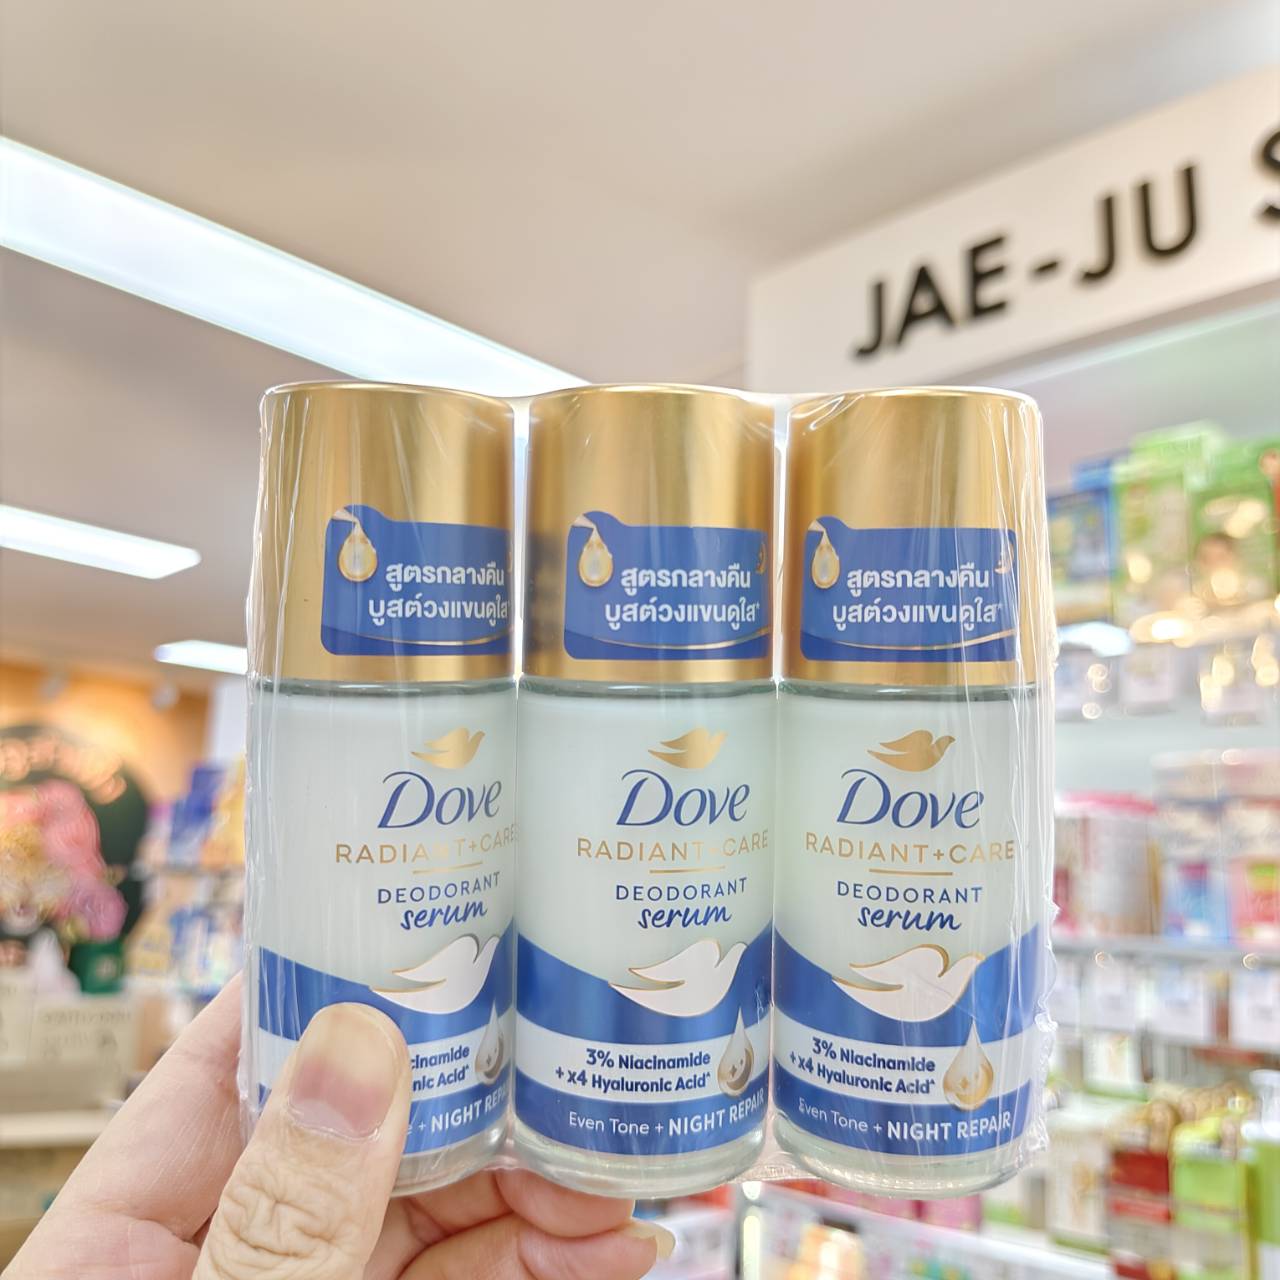 JAE-JU S
สูตรกลางคืน
บูสต์วงแขนดูใส*
Dove
RADIANT+CARE
DEODORANT
serum
cinamide
nic Acid^
e + NIGHT REPA
สูตรกลางคืน
บูสต์วงแขนดูใส*
Dove
RADIANT+CARE
DEODORANT
serum
3% Niacinamide
+ x4 Hyaluronic Acid^
Even Tone + NIGHT REPAIR
สูตรกลางคืน
บูสต์วงแขนดูใส*
Dove
RADIANT+CARE
DEODORANT
serum
3% Niacinamide
+ x4 Hyaluronic Acid^
Even Tone + NIGHT REPAIR